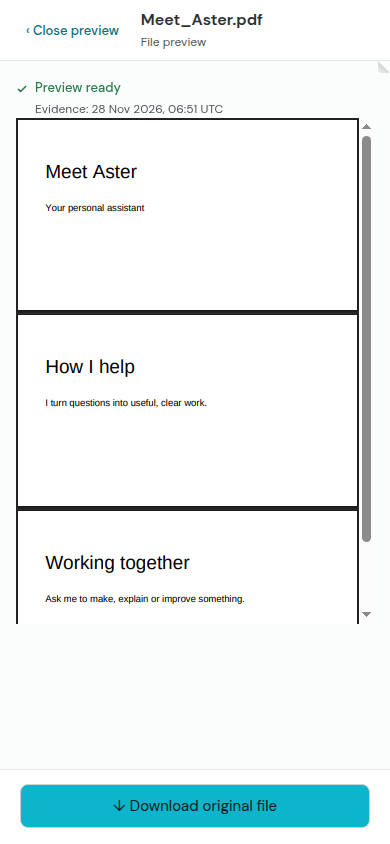 ‹ Close preview
Meet_Aster.pdf
File preview
Preview ready
Evidence: 28 Nov 2026, 06:51 UTC
Meet Aster
Your personal assistant
How I help
I turn questions into useful, clear work.
Working together
Ask me to make, explain or improve something.
↓ Download original file